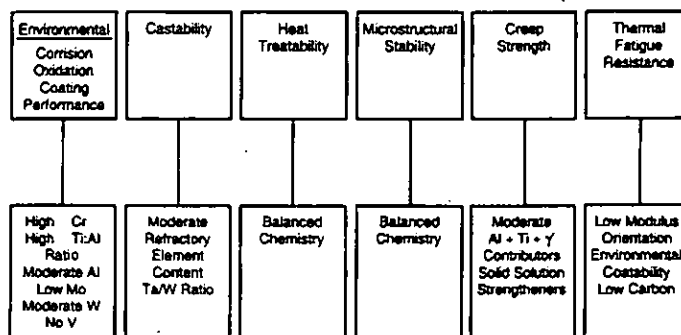 Environmental
Corrision
Oxidation
Coating
Performance
Castability
Heat
Treatability
Microstructural
Stability
Creep
Strength
Thermal
Fatigue
Resistance
High Cr
High Ti:Al
Ratio
Moderate Al
Low Mo
Moderate W
No V
Moderate
Refractory
Element
Content
Ta/W Ratio
Balanced
Chemistry
Balanced
Chemistry
Moderate
Al + Ti + γ'
Contributors
Solid Solution
Strengtheners
Low Modulus
Orientation
Environmental
Coatability
Low Carbon